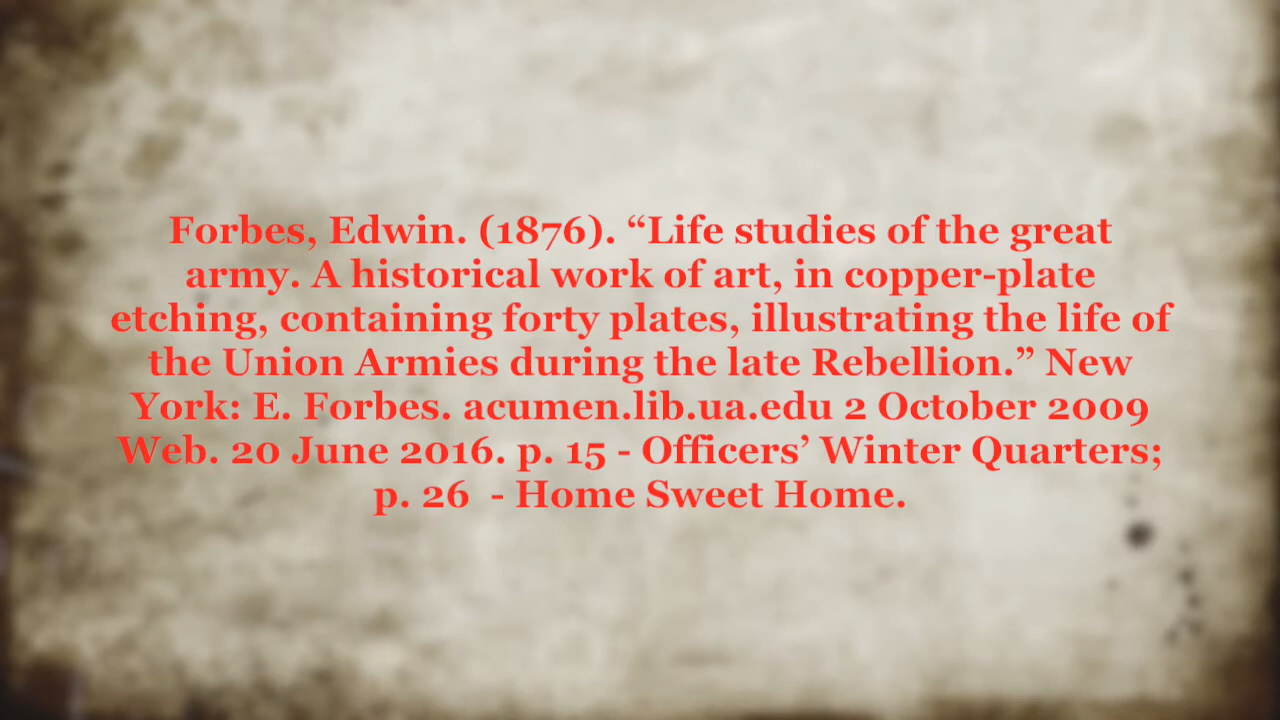 Forbes, Edwin. (1876). “Life studies of the great
army. A historical work of art, in copper-plate
etching, containing forty plates, illustrating the life of
the Union Armies during the late Rebellion.” New
York: E. Forbes. acumen.lib.ua.edu 2 October 2009
Web. 20 June 2016. p. 15 - Officers’ Winter Quarters;
p. 26  - Home Sweet Home.